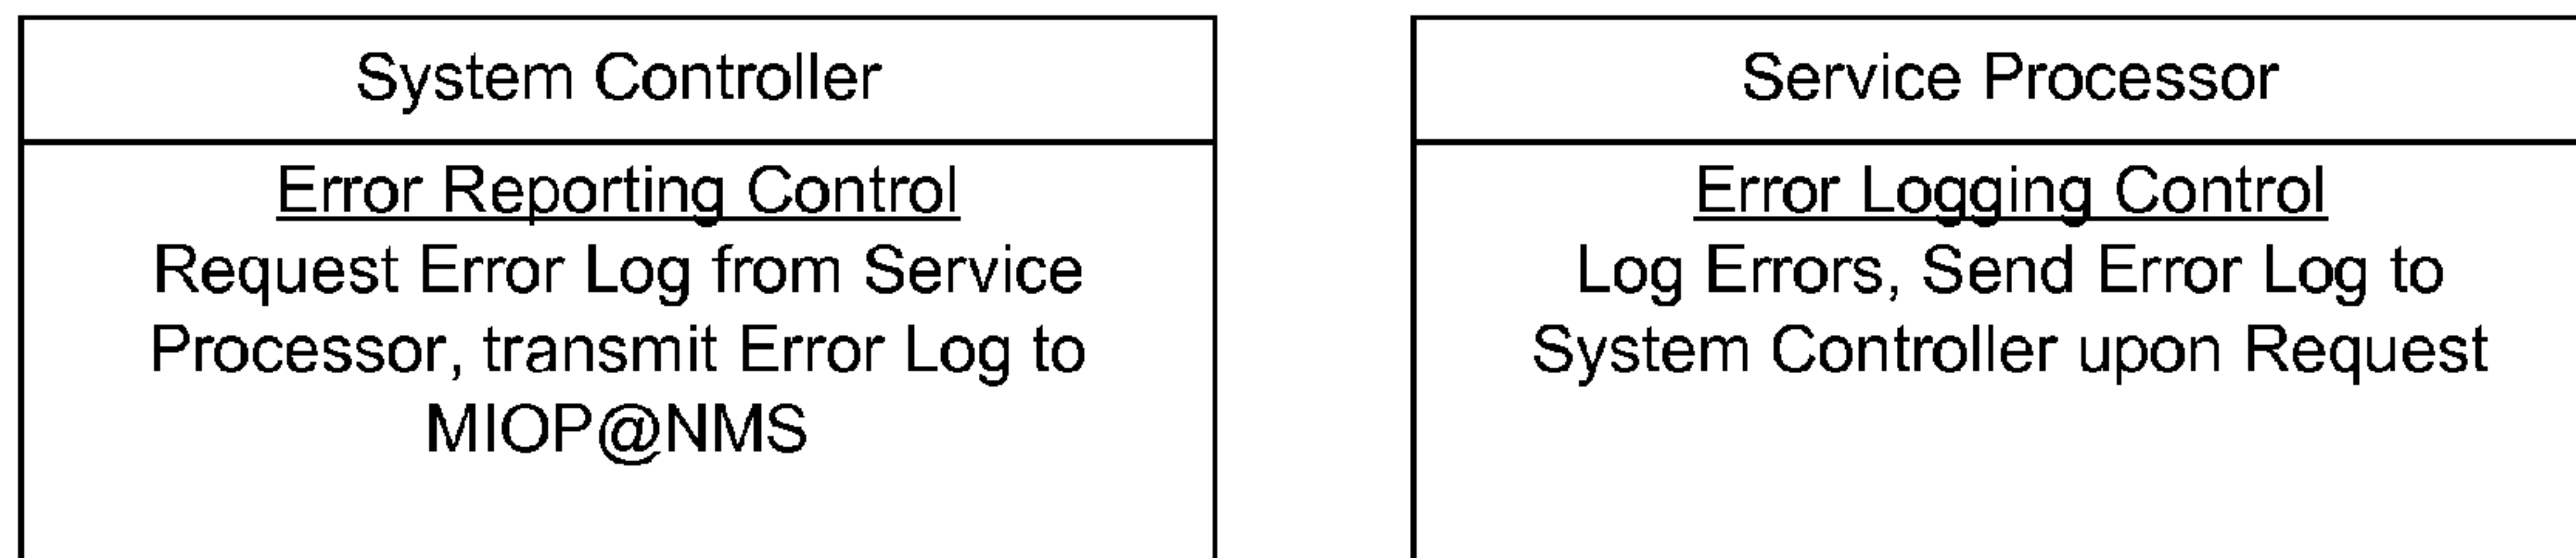 System Controller
Error Reporting Control
Request Error Log from Service
Processor, transmit Error Log to
MIOP@NMS
Service Processor
Error Logging Control
Log Errors, Send Error Log to
System Controller upon Request